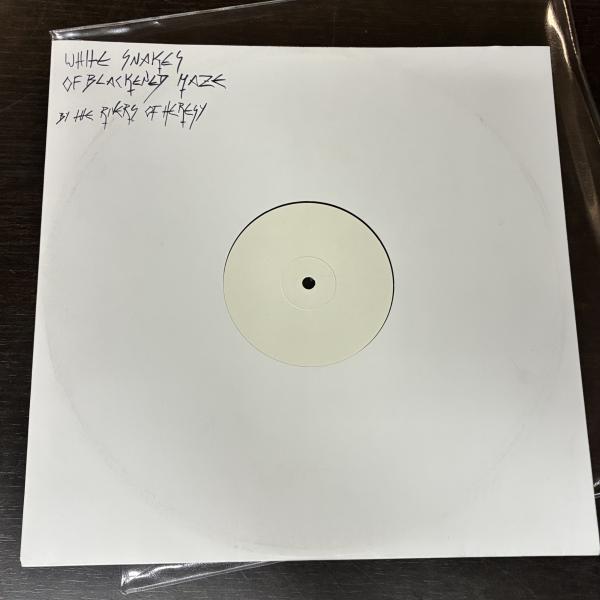 WHITE SNAKES
OF BLACKENED HAZE
BY THE RIVERS OF HERESY